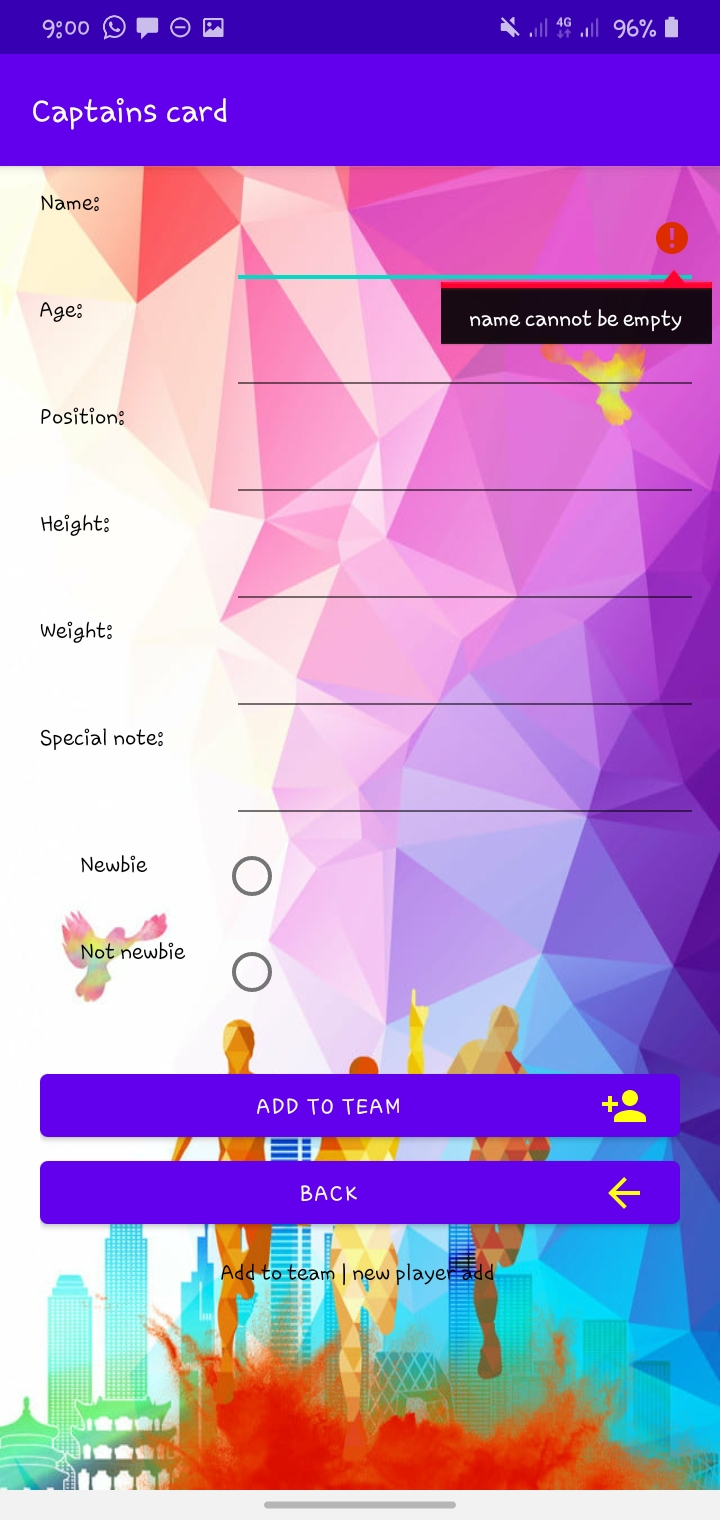 9:00 4G 96%
Captains card
Name:
name cannot be empty
Age:
Position:
Height:
Weight:
Special note:
Newbie
Not newbie
ADD TO TEAM
BACK
Add to team | new player add